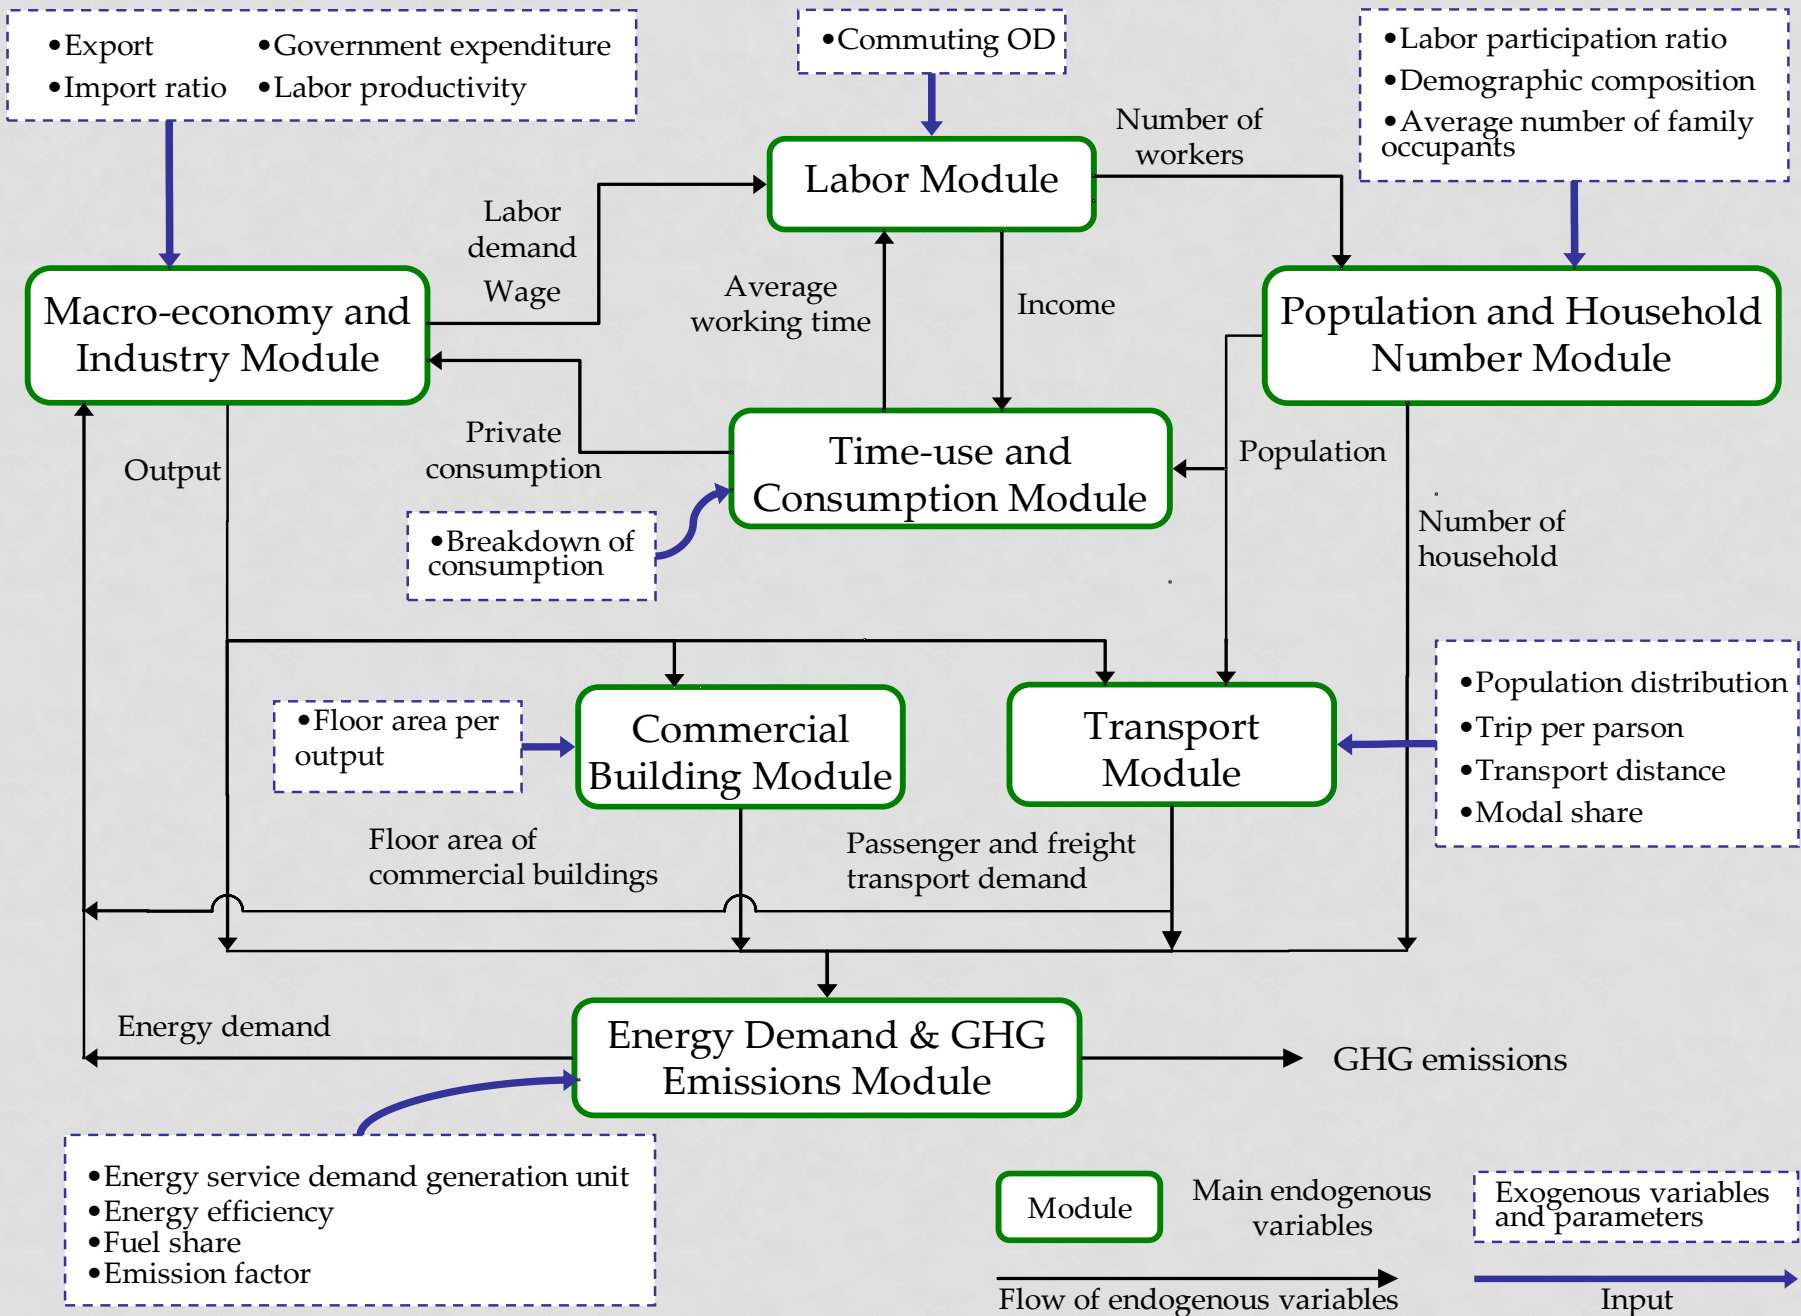 •Export
•Government expenditure
•Import ratio
•Labor productivity
•Commuting OD
•Labor participation ratio
•Demographic composition
•Average number of family
occupants
Number of
workers
Labor Module
Labor
demand
Wage
Average
working time
Income
Macro-economy and
Industry Module
Population and Household
Number Module
Private
consumption
Output
Time-use and
Consumption Module
Population
•Breakdown of
consumption
Number of
household
•Floor area per
output
Commercial
Building Module
Transport
Module
•Population distribution
•Trip per parson
•Transport distance
•Modal share
Floor area of
commercial buildings
Passenger and freight
transport demand
Energy demand
Energy Demand & GHG
Emissions Module
GHG emissions
•Energy service demand generation unit
•Energy efficiency
•Fuel share
•Emission factor
Module
Main endogenous
variables
Exogenous variables
and parameters
Flow of endogenous variables
Input